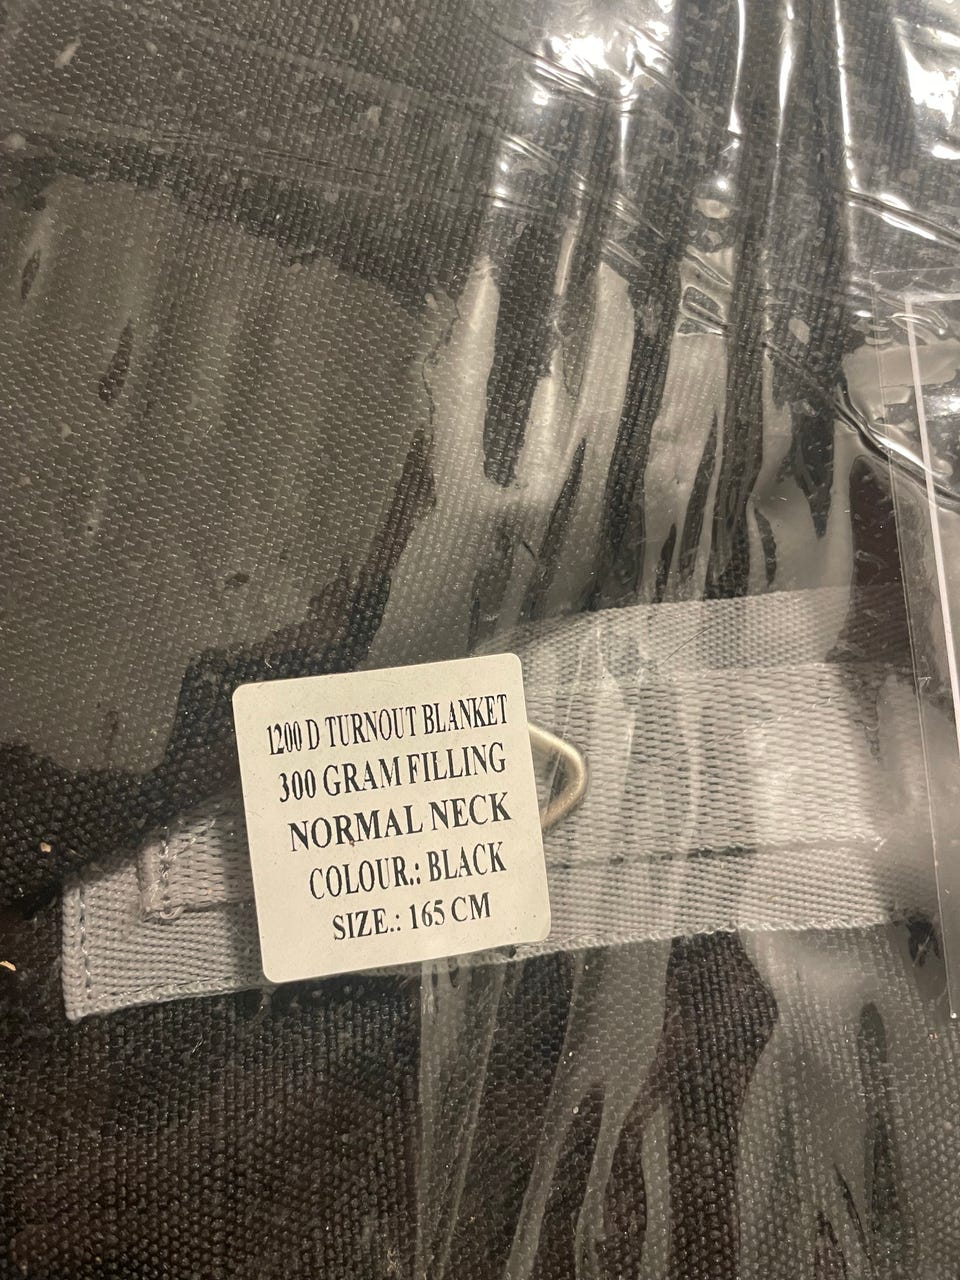 1200 D TURNOUT BLANKET
300 GRAM FILLING
NORMAL NECK
COLOUR.: BLACK
SIZE.: 165 CM